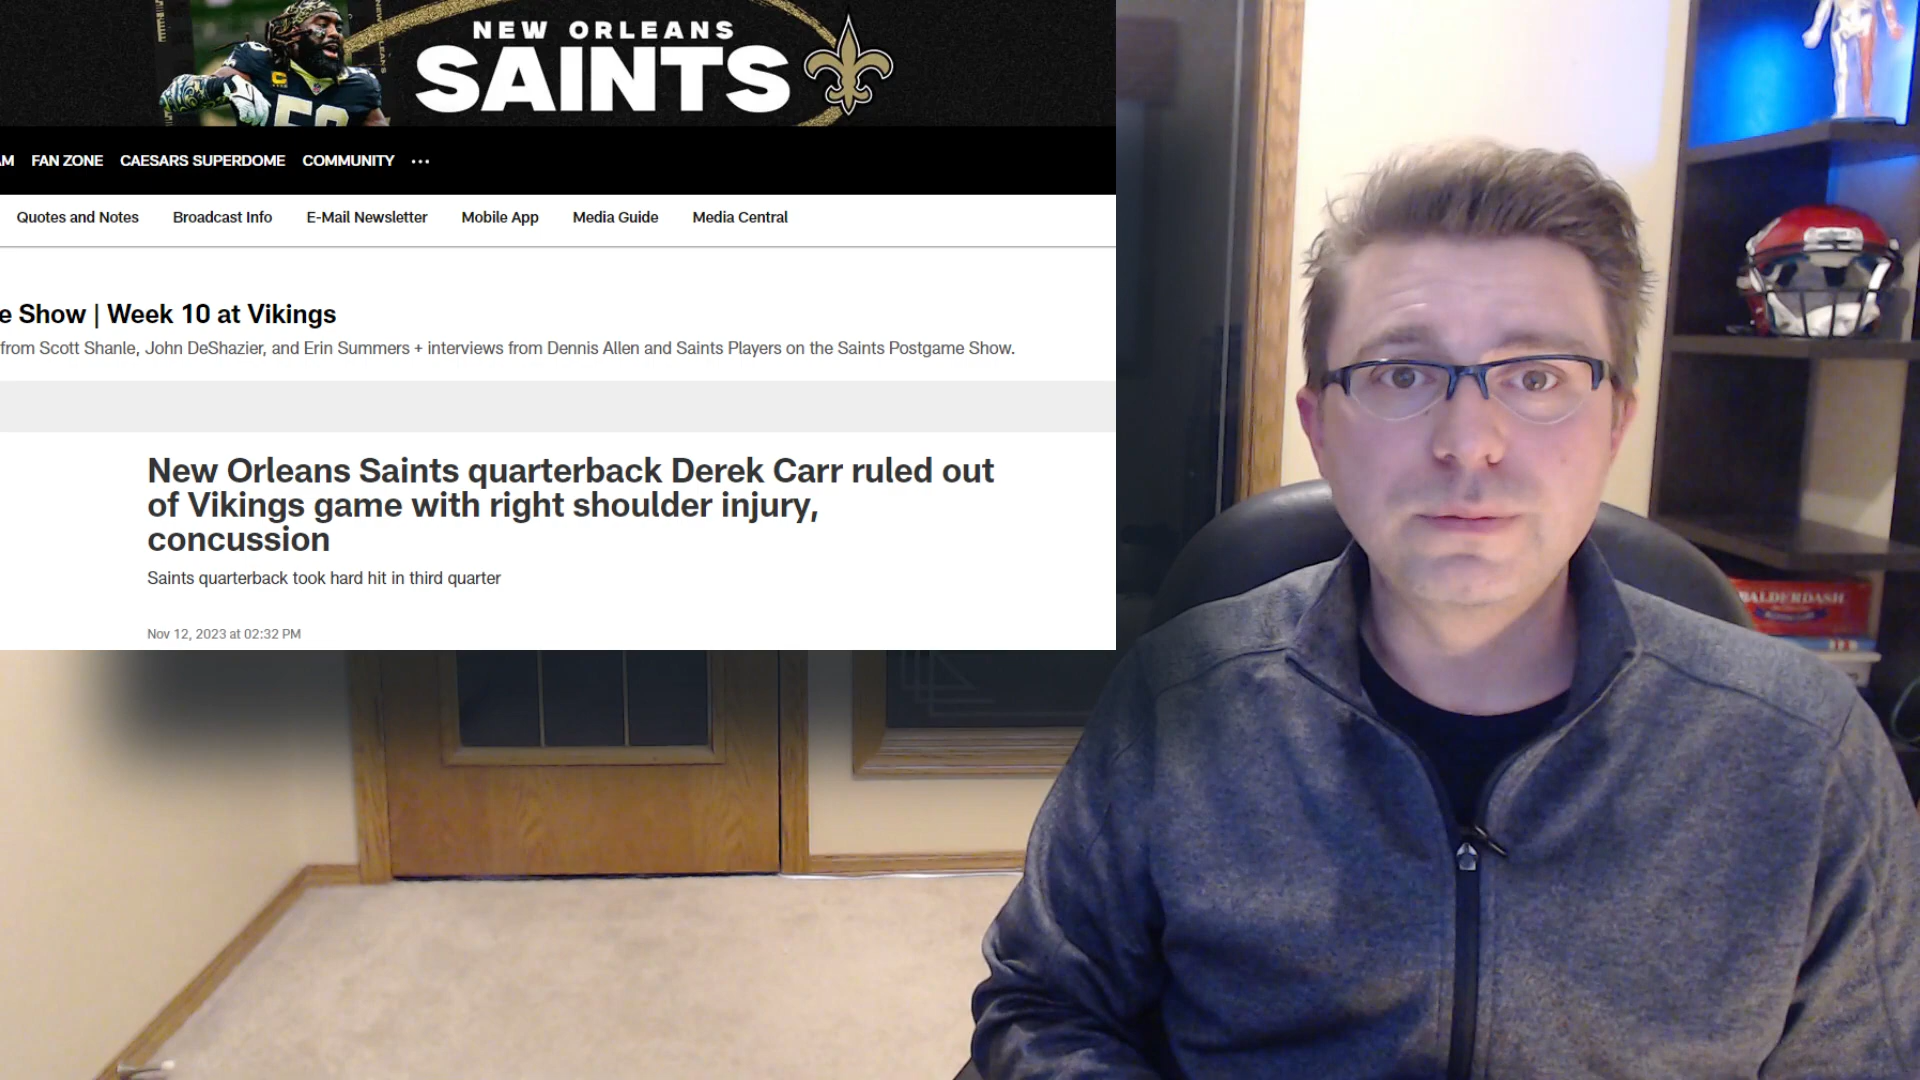 NEW ORLEANS
SAINTS
AM FAN ZONE CAESARS SUPERDOME COMMUNITY ...
Quotes and Notes Broadcast Info E-Mail Newsletter Mobile App Media Guide Media Central
e Show | Week 10 at Vikings
from Scott Shanle, John DeShazier, and Erin Summers + interviews from Dennis Allen and Saints Players on the Saints Postgame Show.
New Orleans Saints quarterback Derek Carr ruled out
of Vikings game with right shoulder injury,
concussion
Saints quarterback took hard hit in third quarter
Nov 12, 2023 at 02:32 PM
BALDERDASH